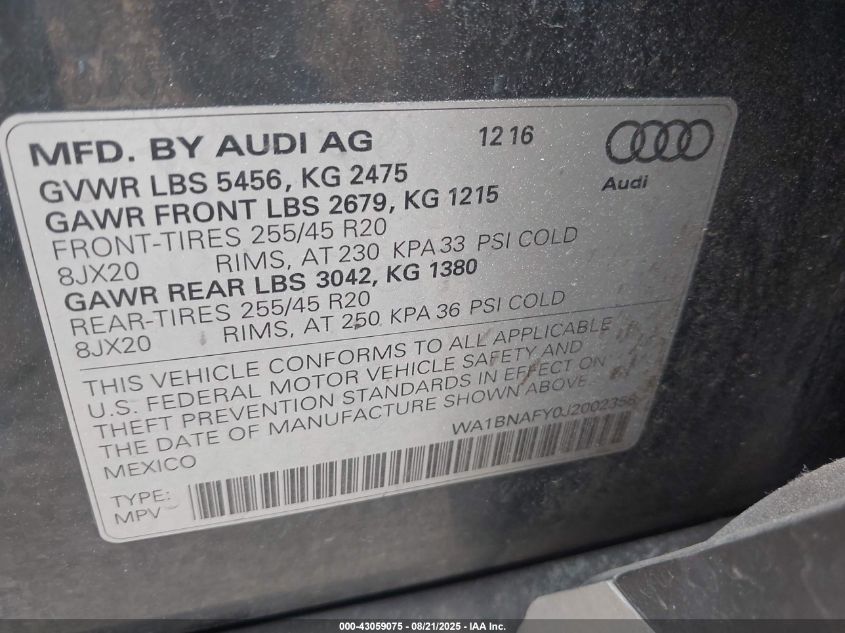 MFD. BY AUDI AG 12 16
Audi
GVWR LBS 5456, KG 2475
GAWR FRONT LBS 2679, KG 1215
FRONT-TIRES 255/45 R20
8JX20 RIMS, AT 230 KPA 33 PSI COLD
GAWR REAR LBS 3042, KG 1380
REAR-TIRES 255/45 R20
8JX20 RIMS, AT 250 KPA 36 PSI COLD
THIS VEHICLE CONFORMS TO ALL APPLICABLE
U.S. FEDERAL MOTOR VEHICLE SAFETY AND
THEFT PREVENTION STANDARDS IN EFFECT ON
THE DATE OF MANUFACTURE SHOWN ABOVE
WA1BNAFY0J2002356
MEXICO
TYPE:
MPV
000-43059075 - 08/21/2025 - IAA Inc.